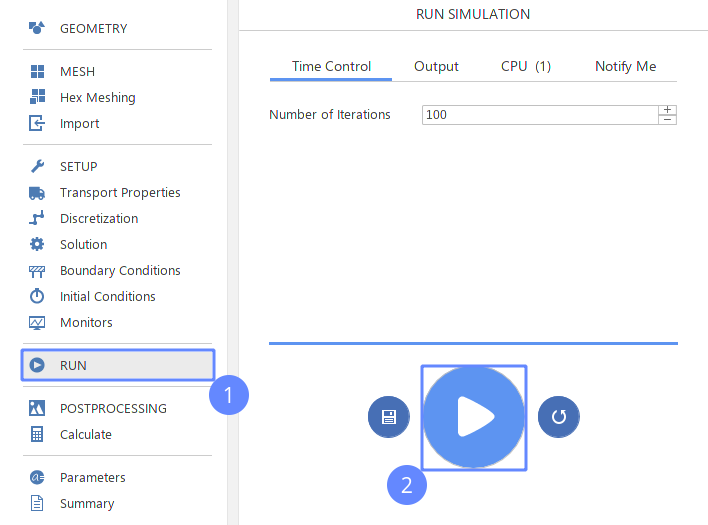 GEOMETRY
MESH
Hex Meshing
Import
SETUP
Transport Properties
Discretization
Solution
Boundary Conditions
Initial Conditions
Monitors
RUN
1
POSTPROCESSING
Calculate
a=
Parameters
Summary
RUN SIMULATION
Time Control Output CPU (1) Notify Me
Number of Iterations 100
2